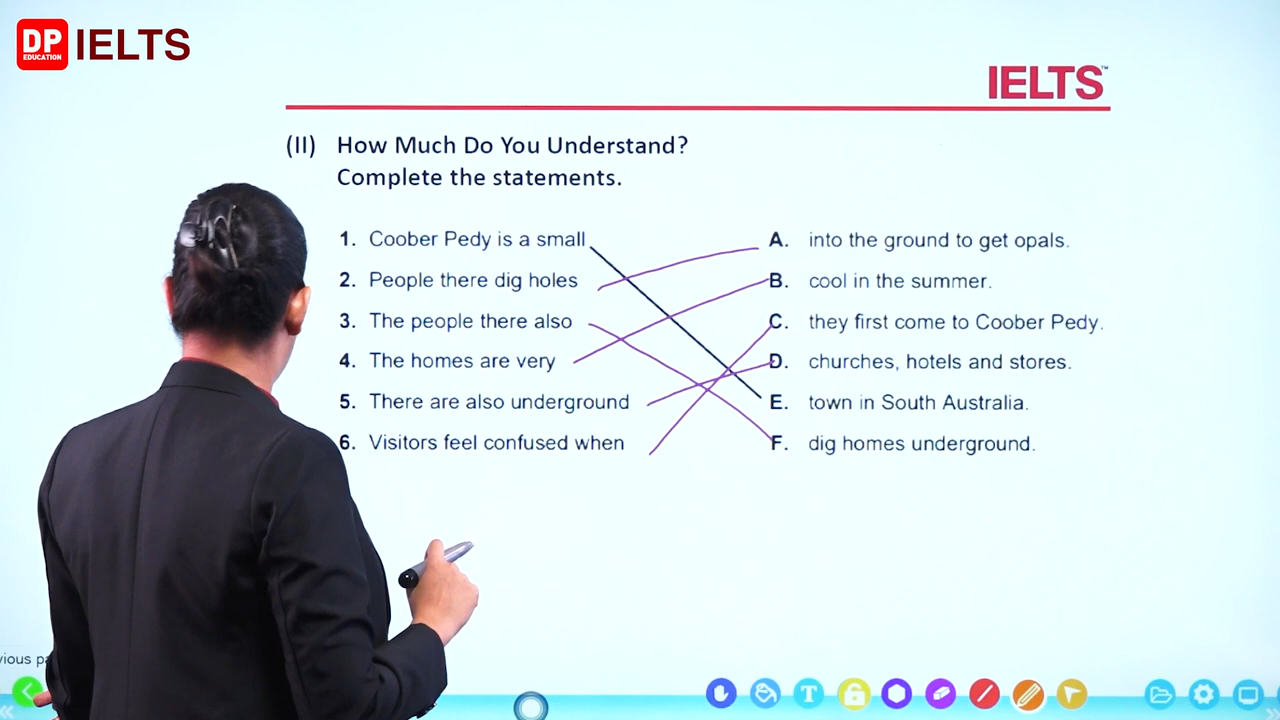 DP EDUCATION IELTS
IELTS™
(II) How Much Do You Understand?
Complete the statements.
1. Coober Pedy is a small
A. into the ground to get opals.
2. People there dig holes
B. cool in the summer.
3. The people there also
C. they first come to Coober Pedy.
4. The homes are very
D. churches, hotels and stores.
5. There are also underground
E. town in South Australia.
6. Visitors feel confused when
F. dig homes underground.
T